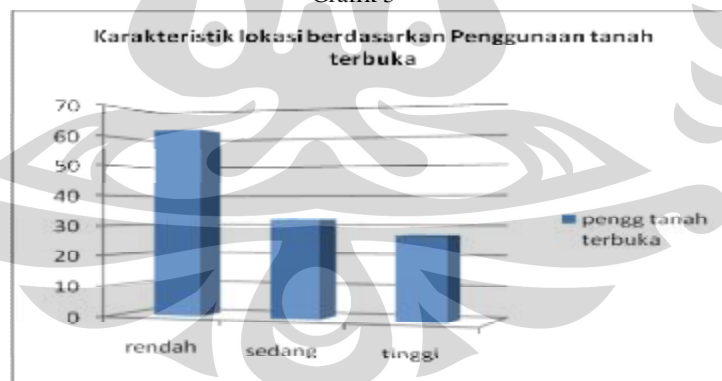 Karakteristik lokasi berdasarkan Penggunaan tanah
terbuka
70
60
50
40
30
20
10
0
rendah
sedang
tinggi
pengg tanah
terbuka